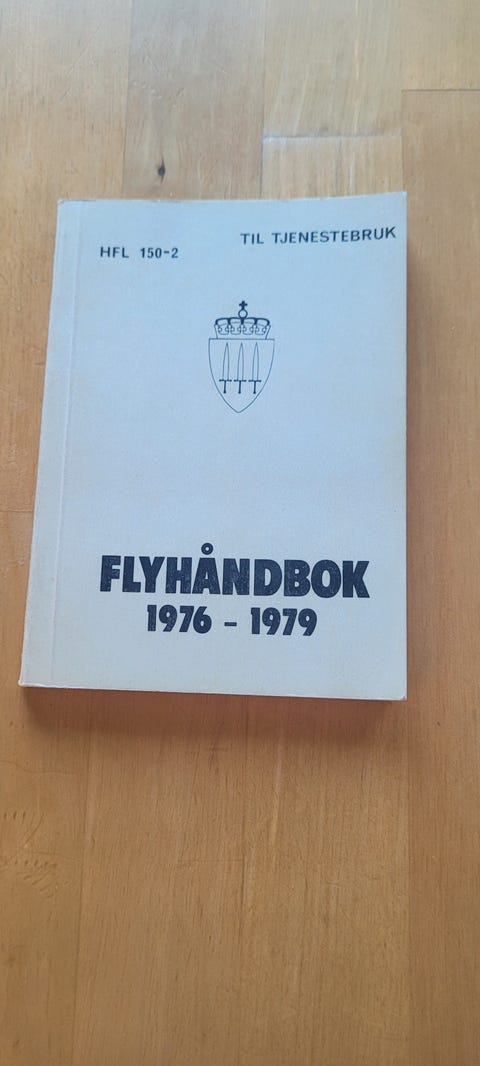 HFL 150-2
TIL TJENESTEBRUK
FLYHÅNDBOK
1976 - 1979